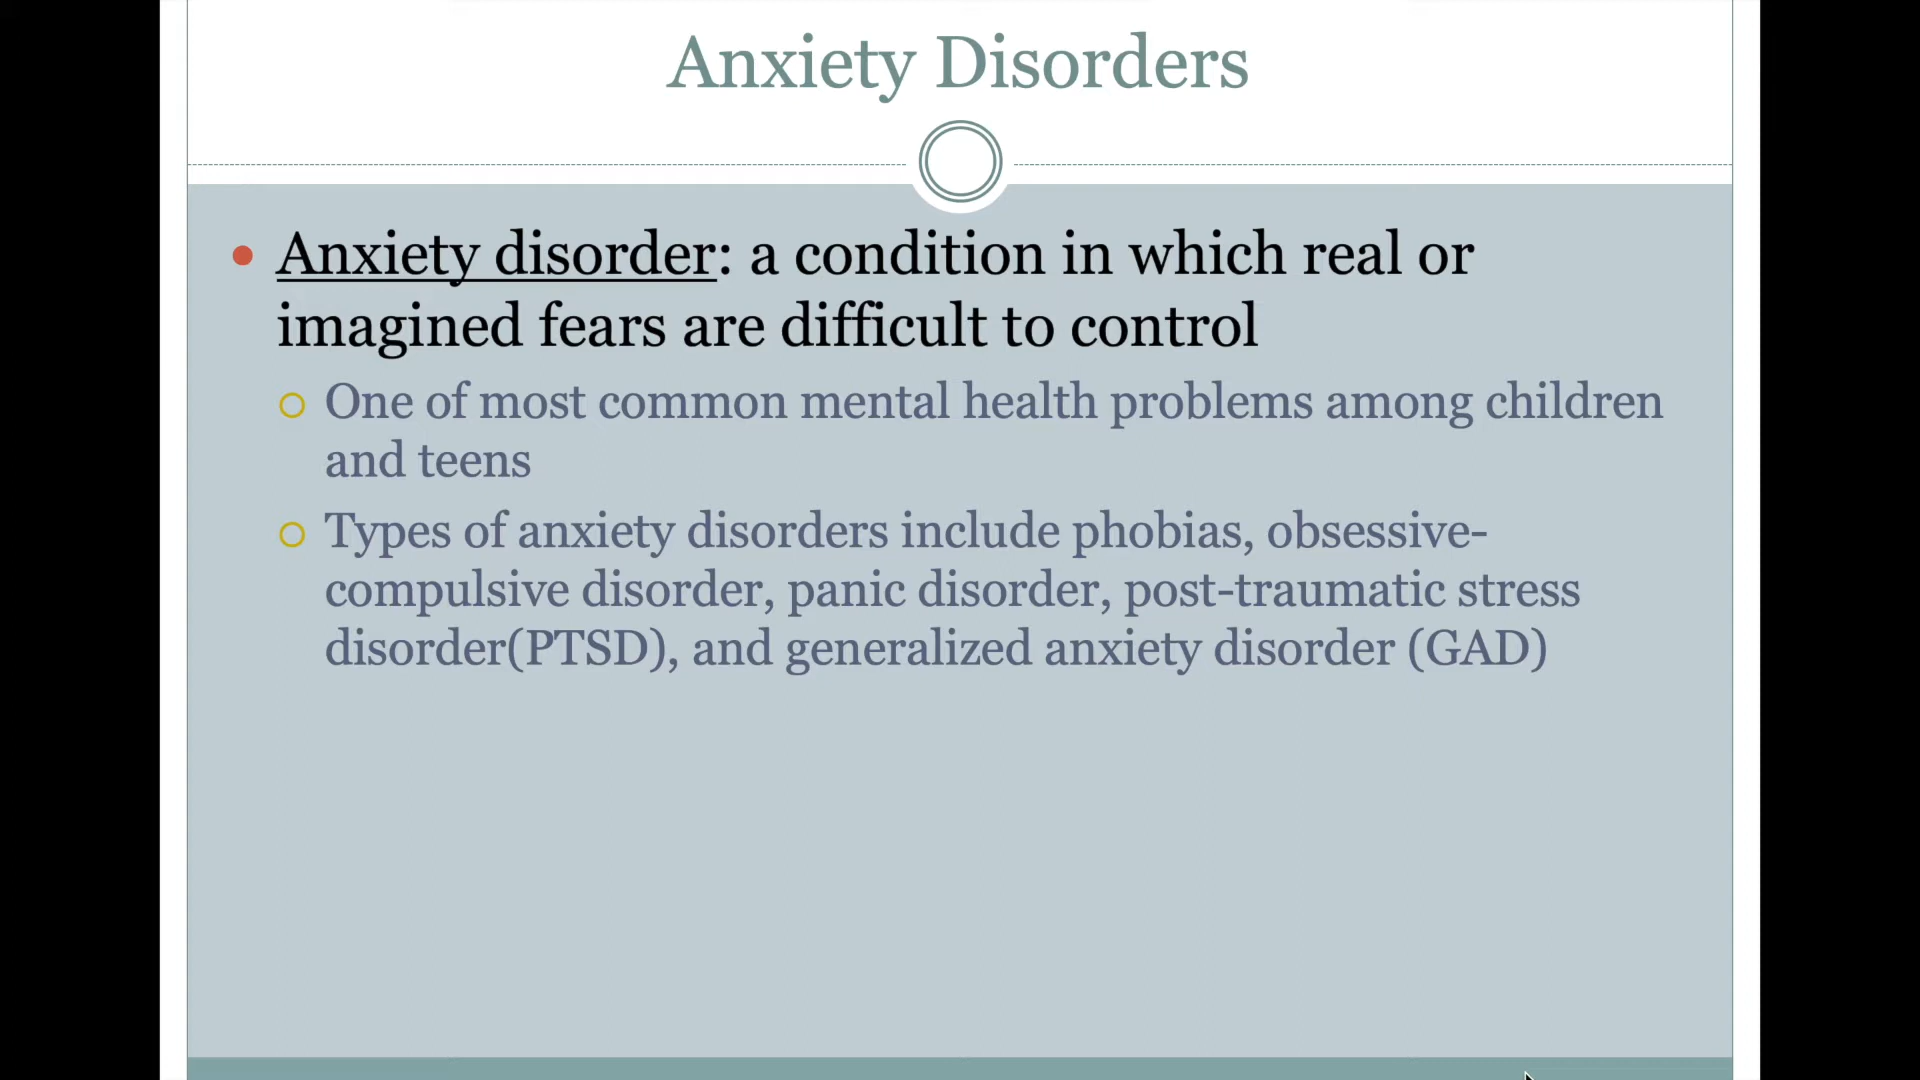 Anxiety Disorders
Anxiety disorder: a condition in which real or
imagined fears are difficult to control
One of most common mental health problems among children
and teens
Types of anxiety disorders include phobias, obsessive-
compulsive disorder, panic disorder, post-traumatic stress
disorder(PTSD), and generalized anxiety disorder (GAD)